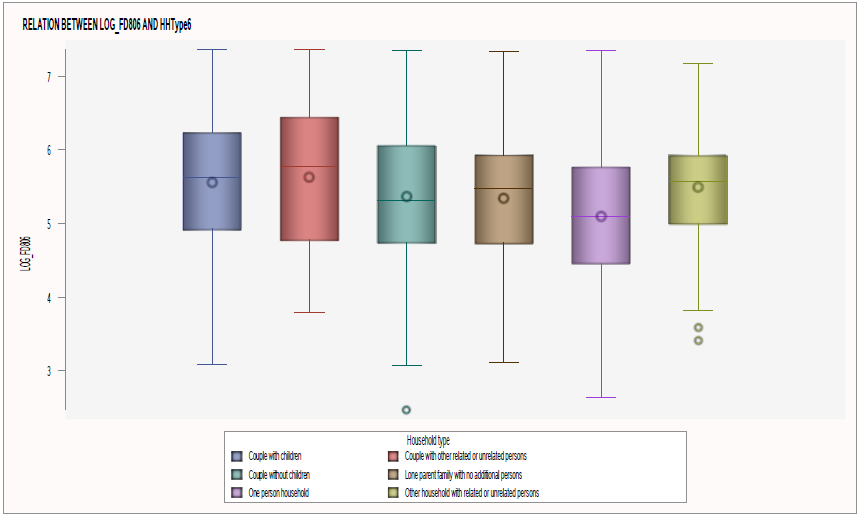 RELATION BETWEEN LOG_FD806 AND HHType6
7
6
5
4
3
LOG_FD806
Household type
Couple with children
Couple with other related or unrelated persons
Couple without children
Lone parent family with no additional persons
One person household
Other household with related or unrelated persons